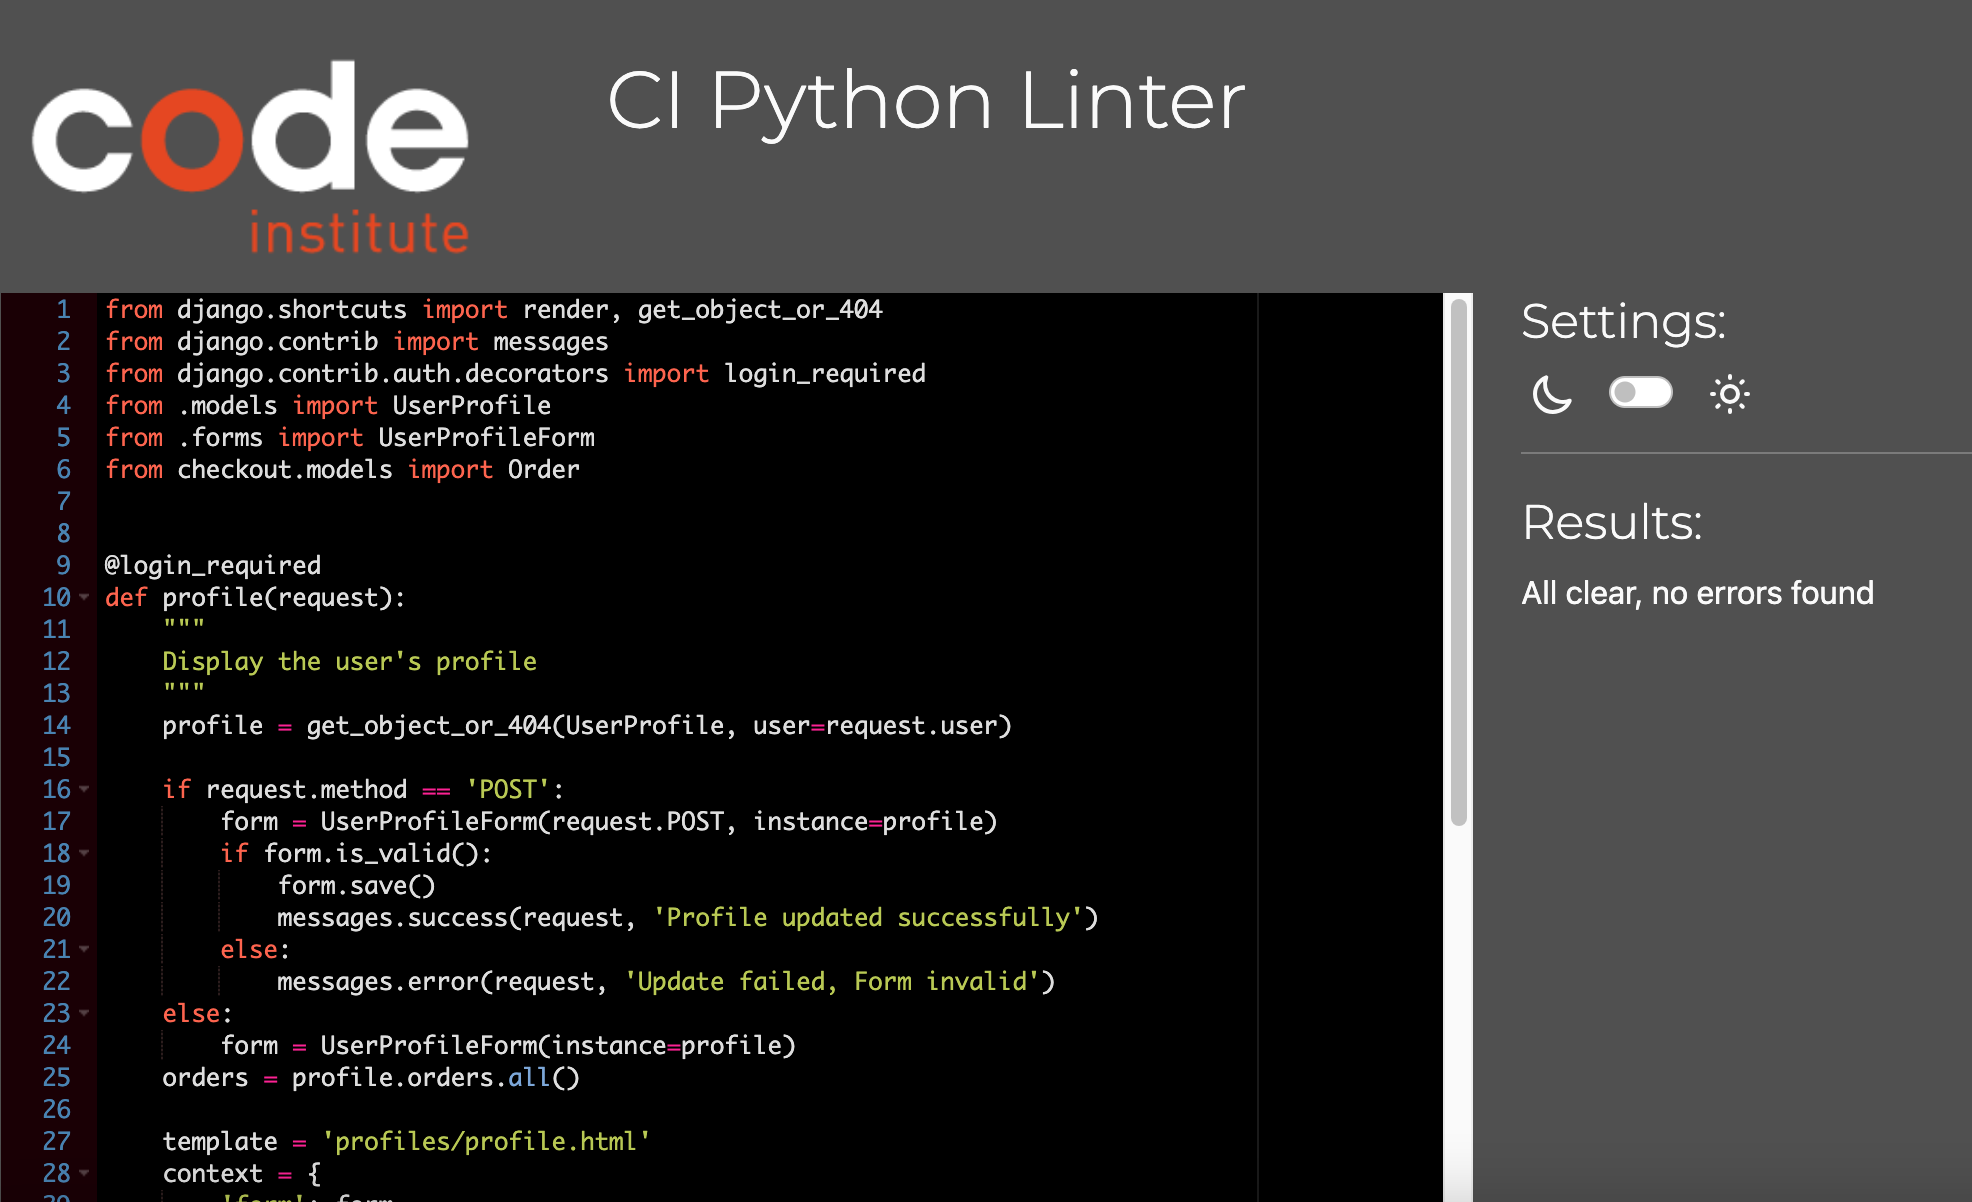 code
institute
CI Python Linter
1 from django.shortcuts import render, get_object_or_404
2 from django.contrib import messages
3 from django.contrib.auth.decorators import login_required
4 from .models import UserProfile
5 from .forms import UserProfileForm
6 from checkout.models import Order
7
8
9 @login_required
10 def profile(request):
11     """
12     Display the user's profile
13     """
14     profile = get_object_or_404(UserProfile, user=request.user)
15
16     if request.method == 'POST':
17         form = UserProfileForm(request.POST, instance=profile)
18         if form.is_valid():
19             form.save()
20             messages.success(request, 'Profile updated successfully')
21         else:
22             messages.error(request, 'Update failed, Form invalid')
23     else:
24         form = UserProfileForm(instance=profile)
25     orders = profile.orders.all()
26
27     template = 'profiles/profile.html'
28     context = {
29         'form': form
Settings:
Results:
All clear, no errors found